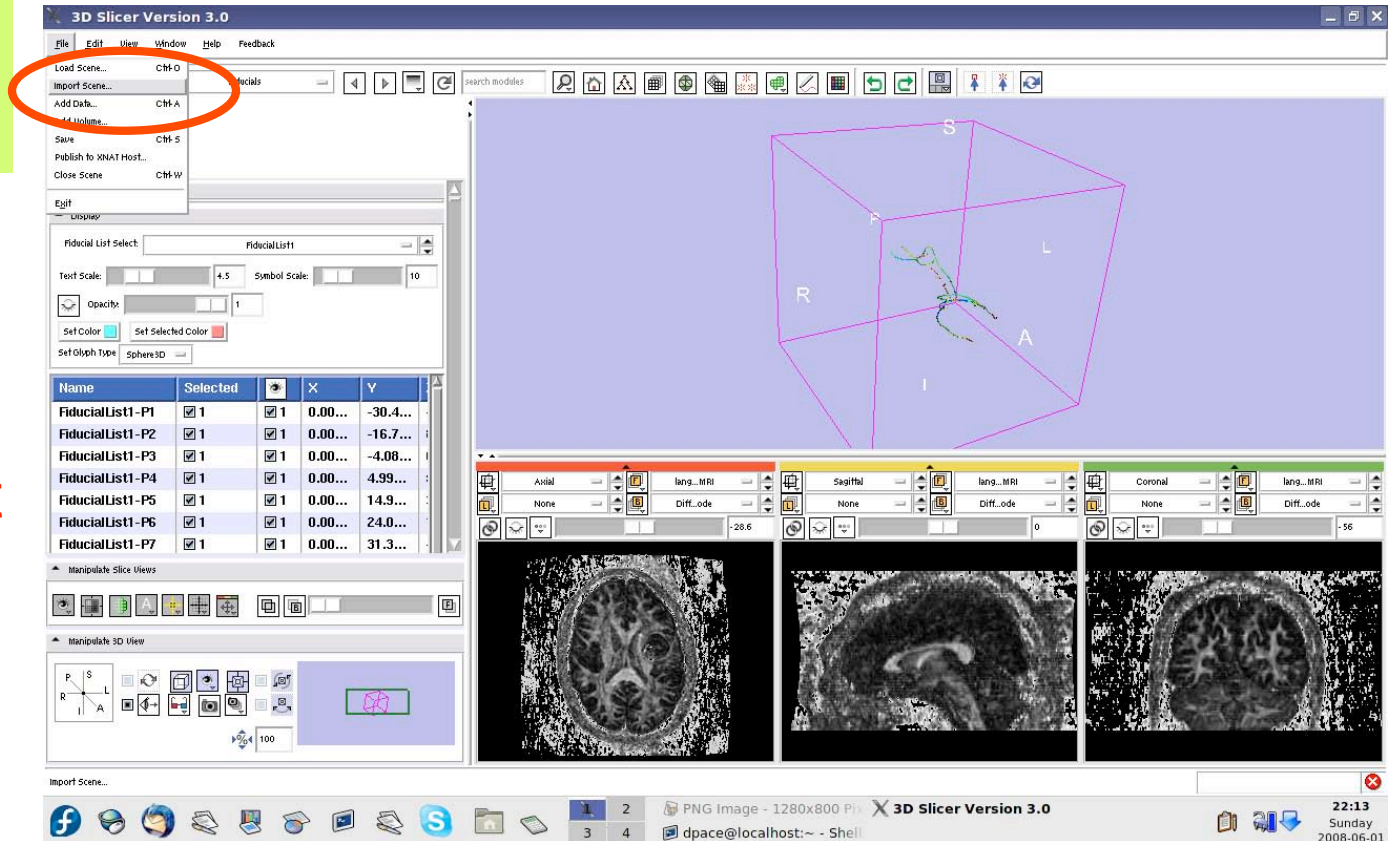 3D Slicer Version 3.0
File Edit View Window Help Feedback
Load Scene... Ctrl-O
Import Scene...
Add Data... Ctrl-A
Add Volume...
Save Ctrl-S
Publish to XNAT Host...
Close Scene Ctrl-W
Exit
search modules
Display
Fiducial List Select: FiducialList1
Text Scale: 4.5 Symbol Scale: 10
Opacity: 1
Set Color Set Selected Color
Set Glyph Type Sphere3D
Name Selected X Y
FiducialList1-P1 1 1 0.00... -30.4...
FiducialList1-P2 1 1 0.00... -16.7...
FiducialList1-P3 1 1 0.00... -4.08...
FiducialList1-P4 1 1 0.00... 4.99...
FiducialList1-P5 1 1 0.00... 14.9...
FiducialList1-P6 1 1 0.00... 24.0...
FiducialList1-P7 1 1 0.00... 31.3...
Manipulate Slice Views
Manipulate 3D View
P S
R L
I A
100
S
P
L
R
A
I
Axial lang...MRI
None Diff...ode
-28.6
Sagittal lang...MRI
None Diff...ode
0
Coronal lang...MRI
None Diff...ode
-56
Import Scene...
1 2
3 4
PNG Image - 1280x800
3D Slicer Version 3.0
dpace@localhost:~ - Shell
22:13
Sunday
2008-06-01